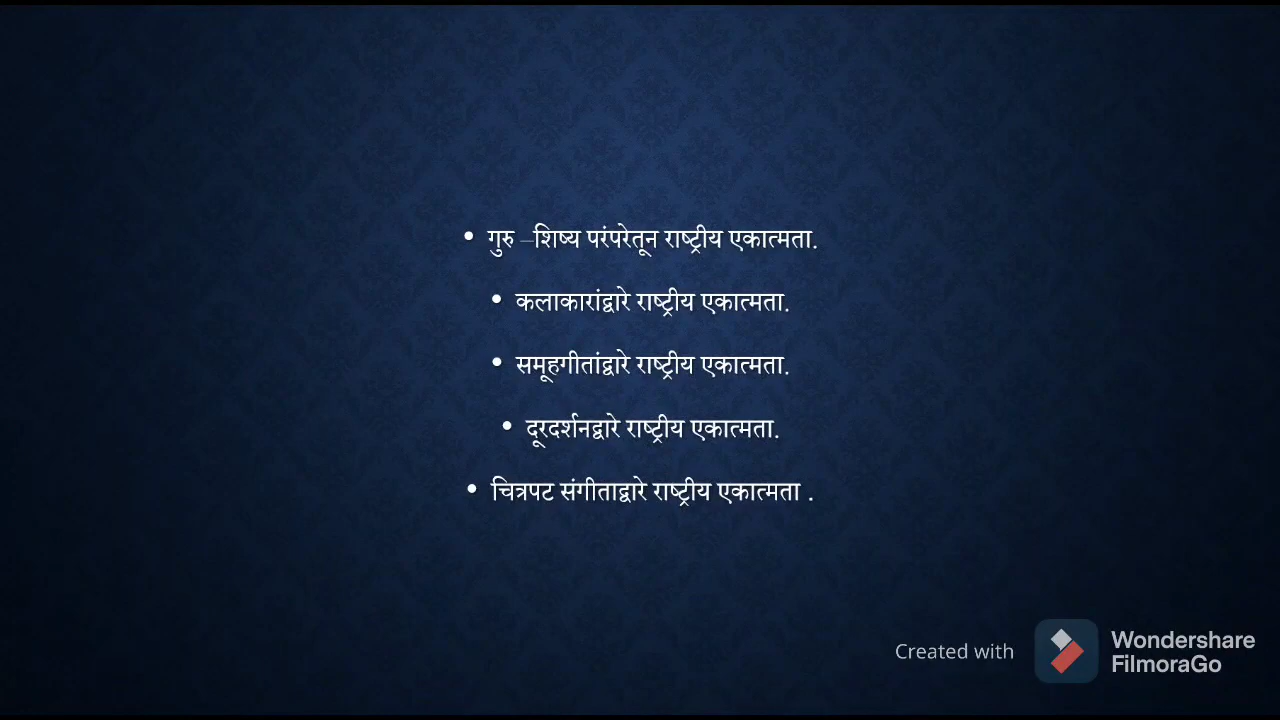 • गुरु –शिष्य परंपरेतून राष्ट्रीय एकात्मता.
• कलाकारांद्वारे राष्ट्रीय एकात्मता.
• समूहगीतांद्वारे राष्ट्रीय एकात्मता.
• दूरदर्शनद्वारे राष्ट्रीय एकात्मता.
• चित्रपट संगीताद्वारे राष्ट्रीय एकात्मता .
Created with
Wondershare
FilmoraGo